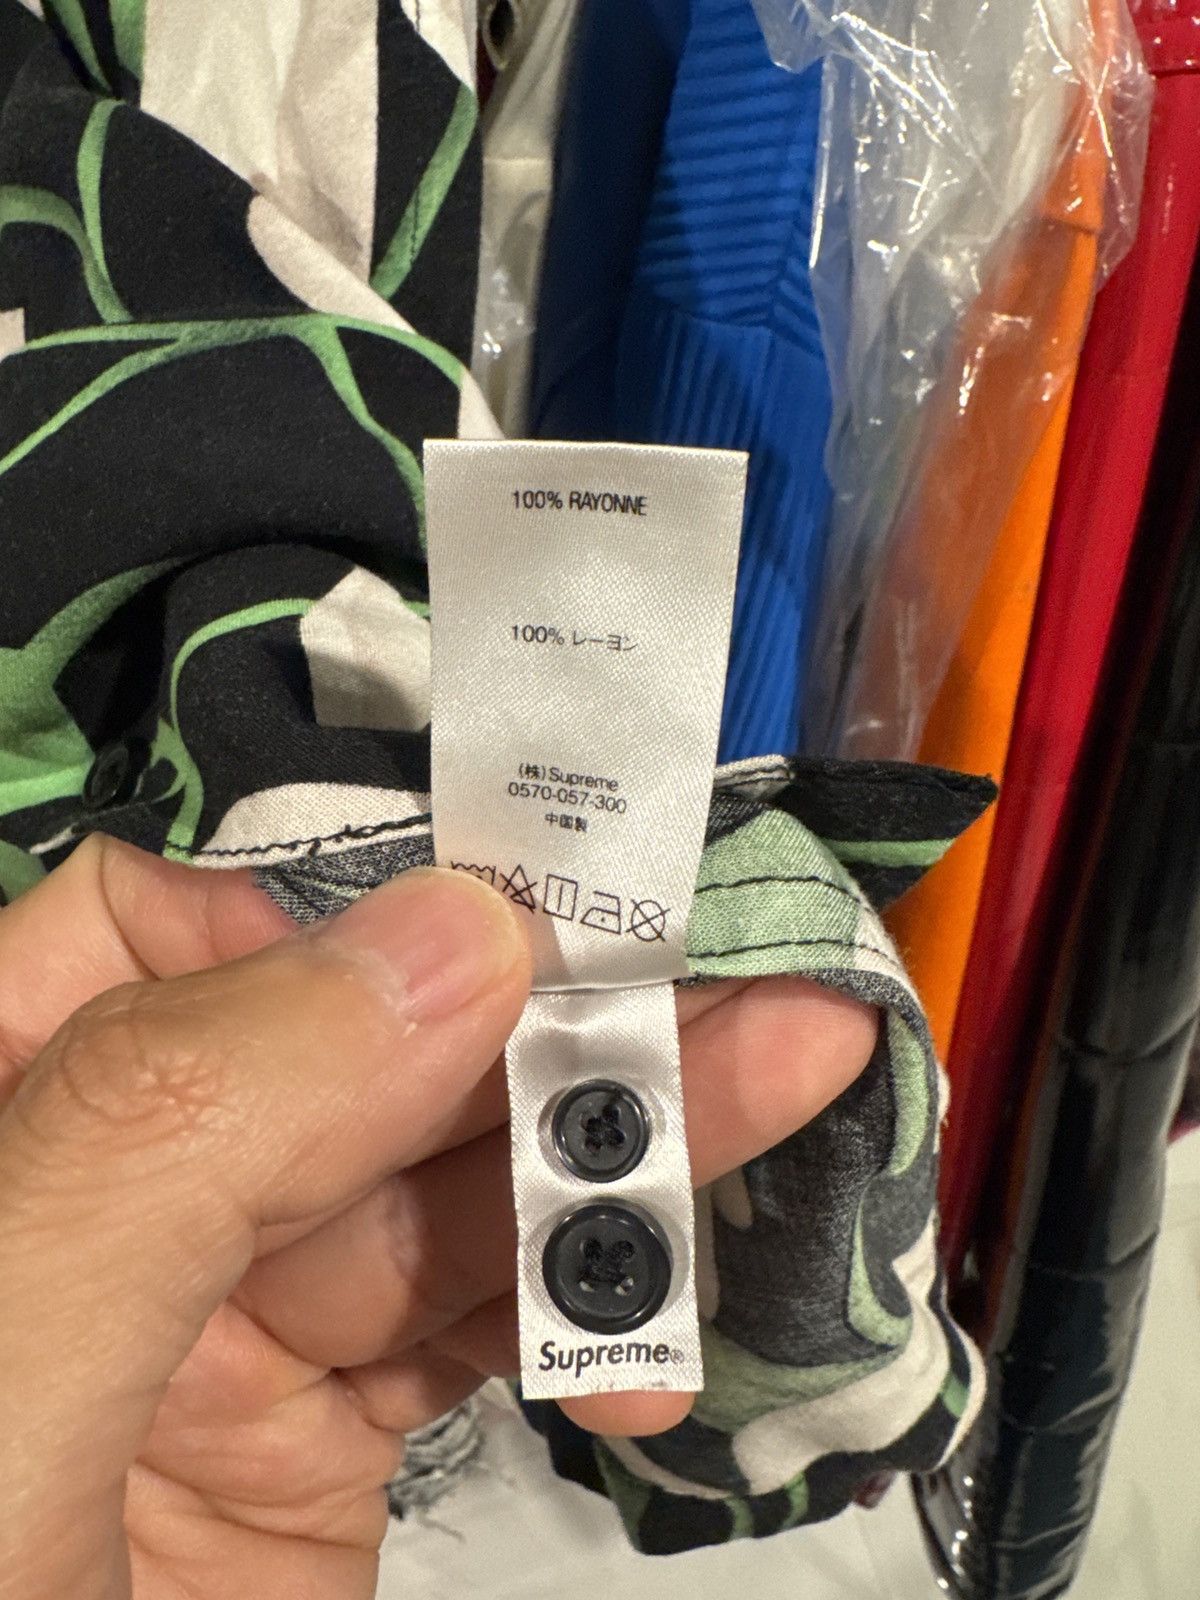 100% RAYONNE
100% レーヨン
(株)Supreme
0570-057-300
中国製
Supreme®